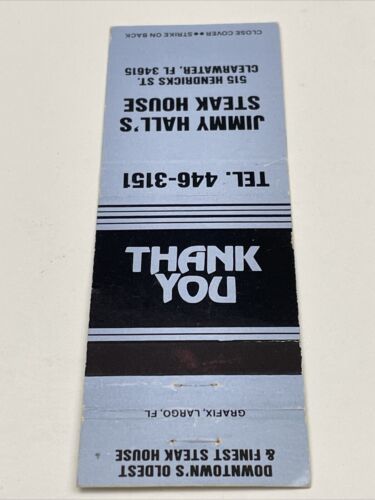 CLOSE COVER ●● STRIKE ON BACK
JIMMY HALL'S
STEAK HOUSE
515 HENDRICKS ST.
CLEARWATER, FL 34615
TEL. 446-3151
THANK
YOU
GRAFIX, LARGO, FL
DOWNTOWN'S OLDEST
& FINEST STEAK HOUSE